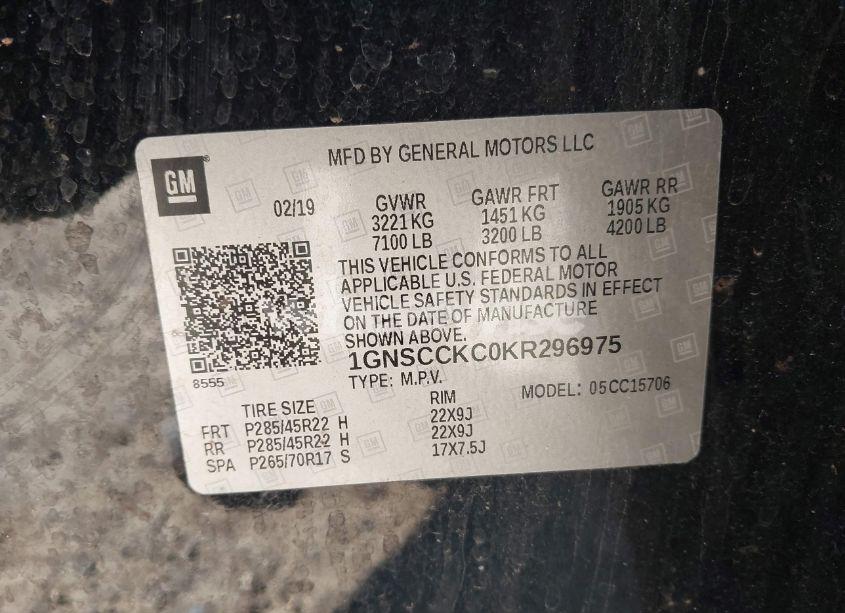 GM
MFD BY GENERAL MOTORS LLC
02/19
GVWR GAWR FRT GAWR RR
3221 KG 1451 KG 1905 KG
7100 LB 3200 LB 4200 LB
THIS VEHICLE CONFORMS TO ALL
APPLICABLE U.S. FEDERAL MOTOR
VEHICLE SAFETY STANDARDS IN EFFECT
ON THE DATE OF MANUFACTURE
SHOWN ABOVE.
1GNSCCKC0KR296975
8555
TYPE: M.P.V. MODEL: 05 CC15706
TIRE SIZE RIM
FRT P285/45R22 H 22X9J
RR P285/45R22 H 22X9J
SPA P265/70R17 S 17X7.5J